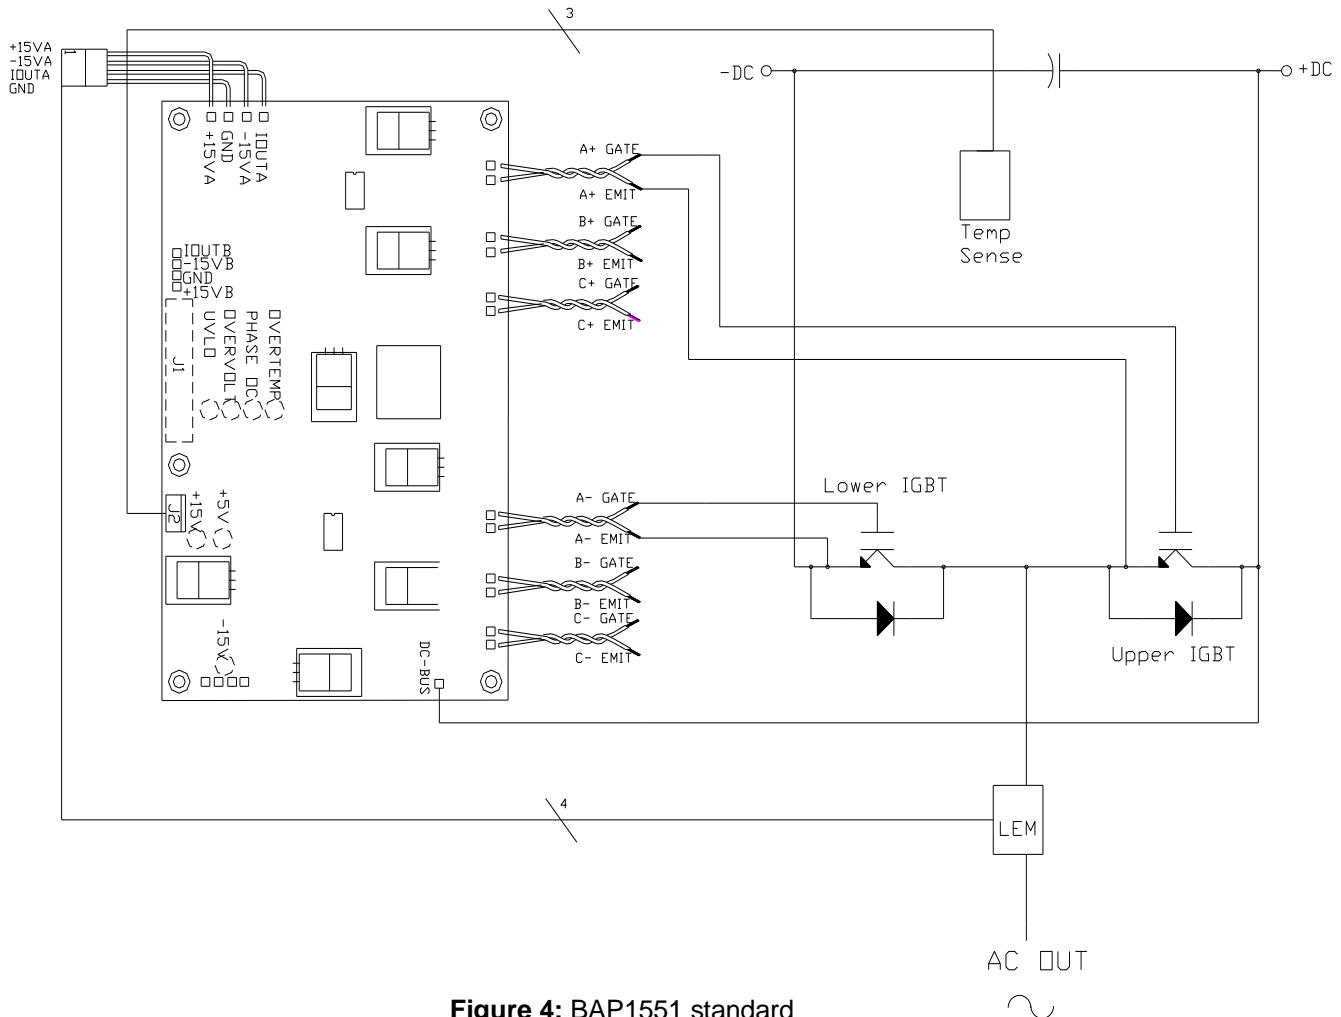 3
+15VA
-15VA
IOUTA
GND
1
-DC
+DC
+15VA
GND
-15VA
IOUTA
A+ GATE
A+ EMIT
B+ GATE
B+ EMIT
C+ GATE
C+ EMIT
Temp
Sense
IOUTB
-15VB
GND
+15VB
J1
UVLO
OVERVOLT
PHASE OC
OVERTEMP
Lower IGBT
J2
+15V
+5V
A- GATE
A- EMIT
B- GATE
B- EMIT
C- GATE
C- EMIT
-15V
DC-BUS
Upper IGBT
4
LEM
AC OUT
Figure 4: BAP1551 standard